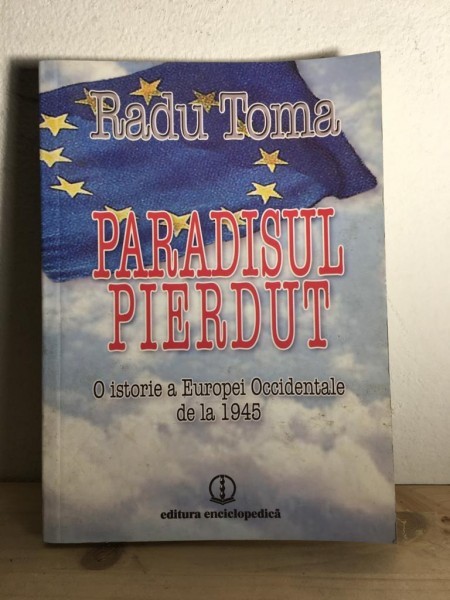 Radu Toma
PARADISUL
PIERDUT
O istorie a Europei Occidentale
de la 1945
editura enciclopedică